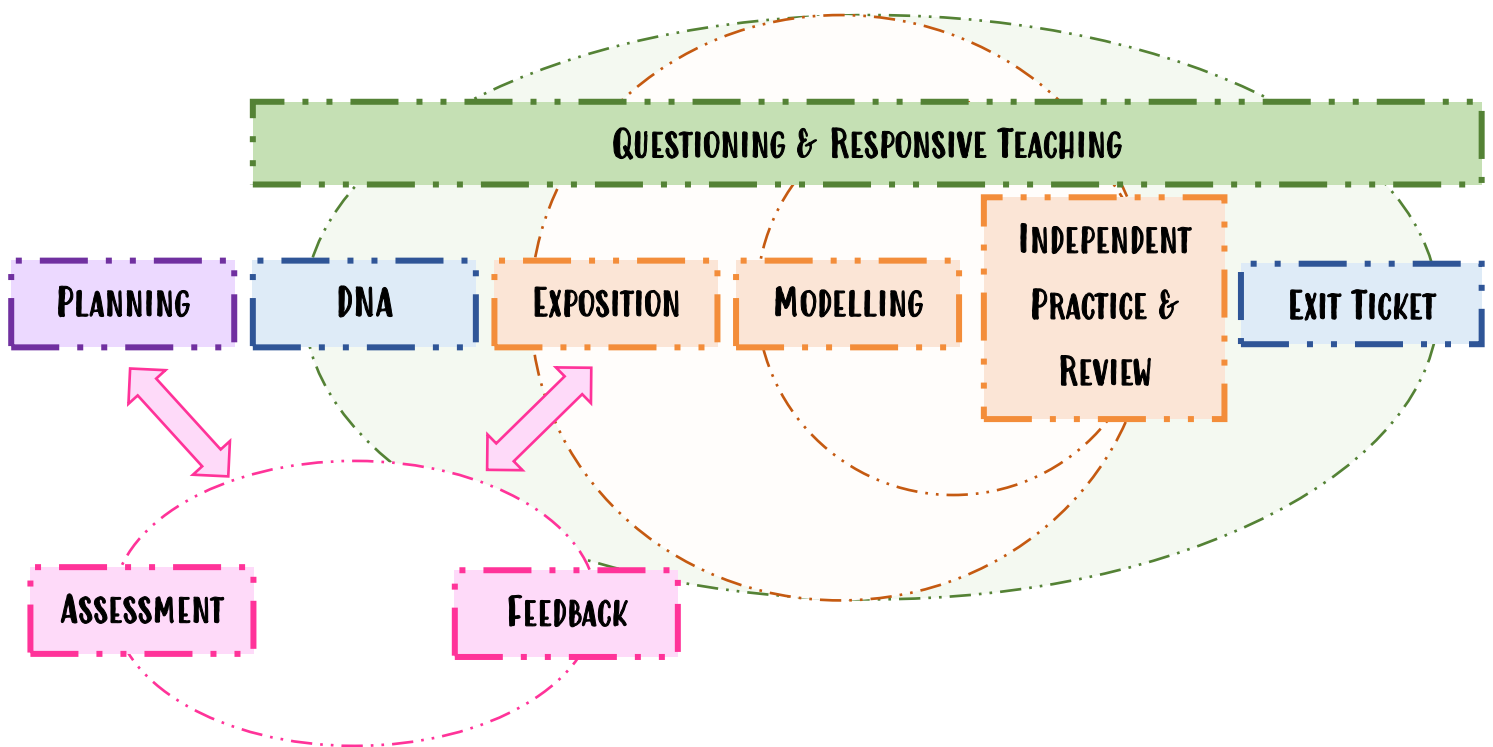 Questioning & Responsive Teaching
Planning
DNA
Exposition
Modelling
Independent
Practice &
Review
Exit Ticket
Assessment
Feedback